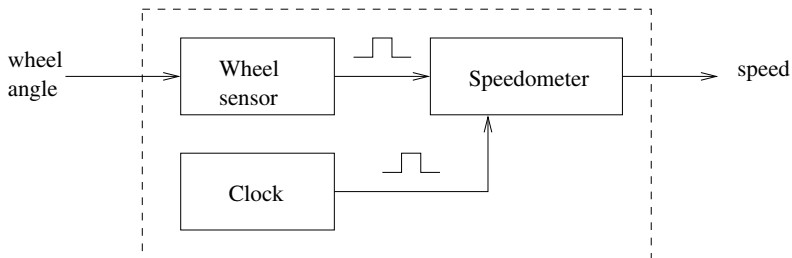 wheel
angle
Wheel
sensor
Speedometer
speed
Clock